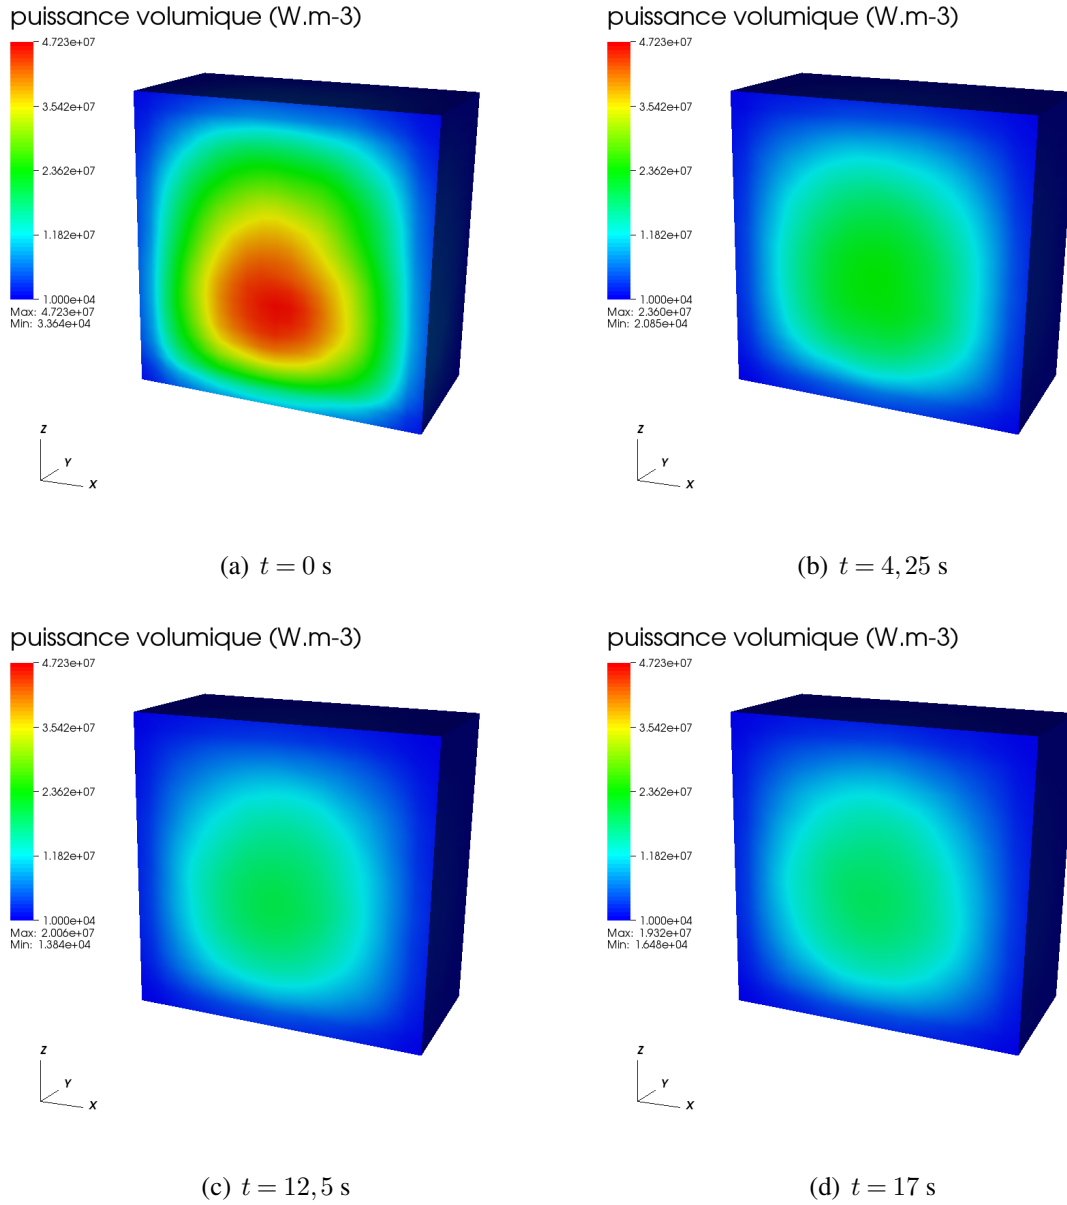 puissance volumique (W.m-3)
4.723e+07
3.542e+07
2.362e+07
1.182e+07
1.000e+04
Max: 4.723e+07
Min: 3.364e+04
Z
Y
X
(a) t = 0 s
puissance volumique (W.m-3)
4.723e+07
3.542e+07
2.362e+07
1.182e+07
1.000e+04
Max: 2.360e+07
Min: 2.085e+04
Z
Y
X
(b) t = 4, 25 s
puissance volumique (W.m-3)
4.723e+07
3.542e+07
2.362e+07
1.182e+07
1.000e+04
Max: 2.006e+07
Min: 1.384e+04
Z
Y
X
(c) t = 12, 5 s
puissance volumique (W.m-3)
4.723e+07
3.542e+07
2.362e+07
1.182e+07
1.000e+04
Max: 1.932e+07
Min: 1.648e+04
Z
Y
X
(d) t = 17 s